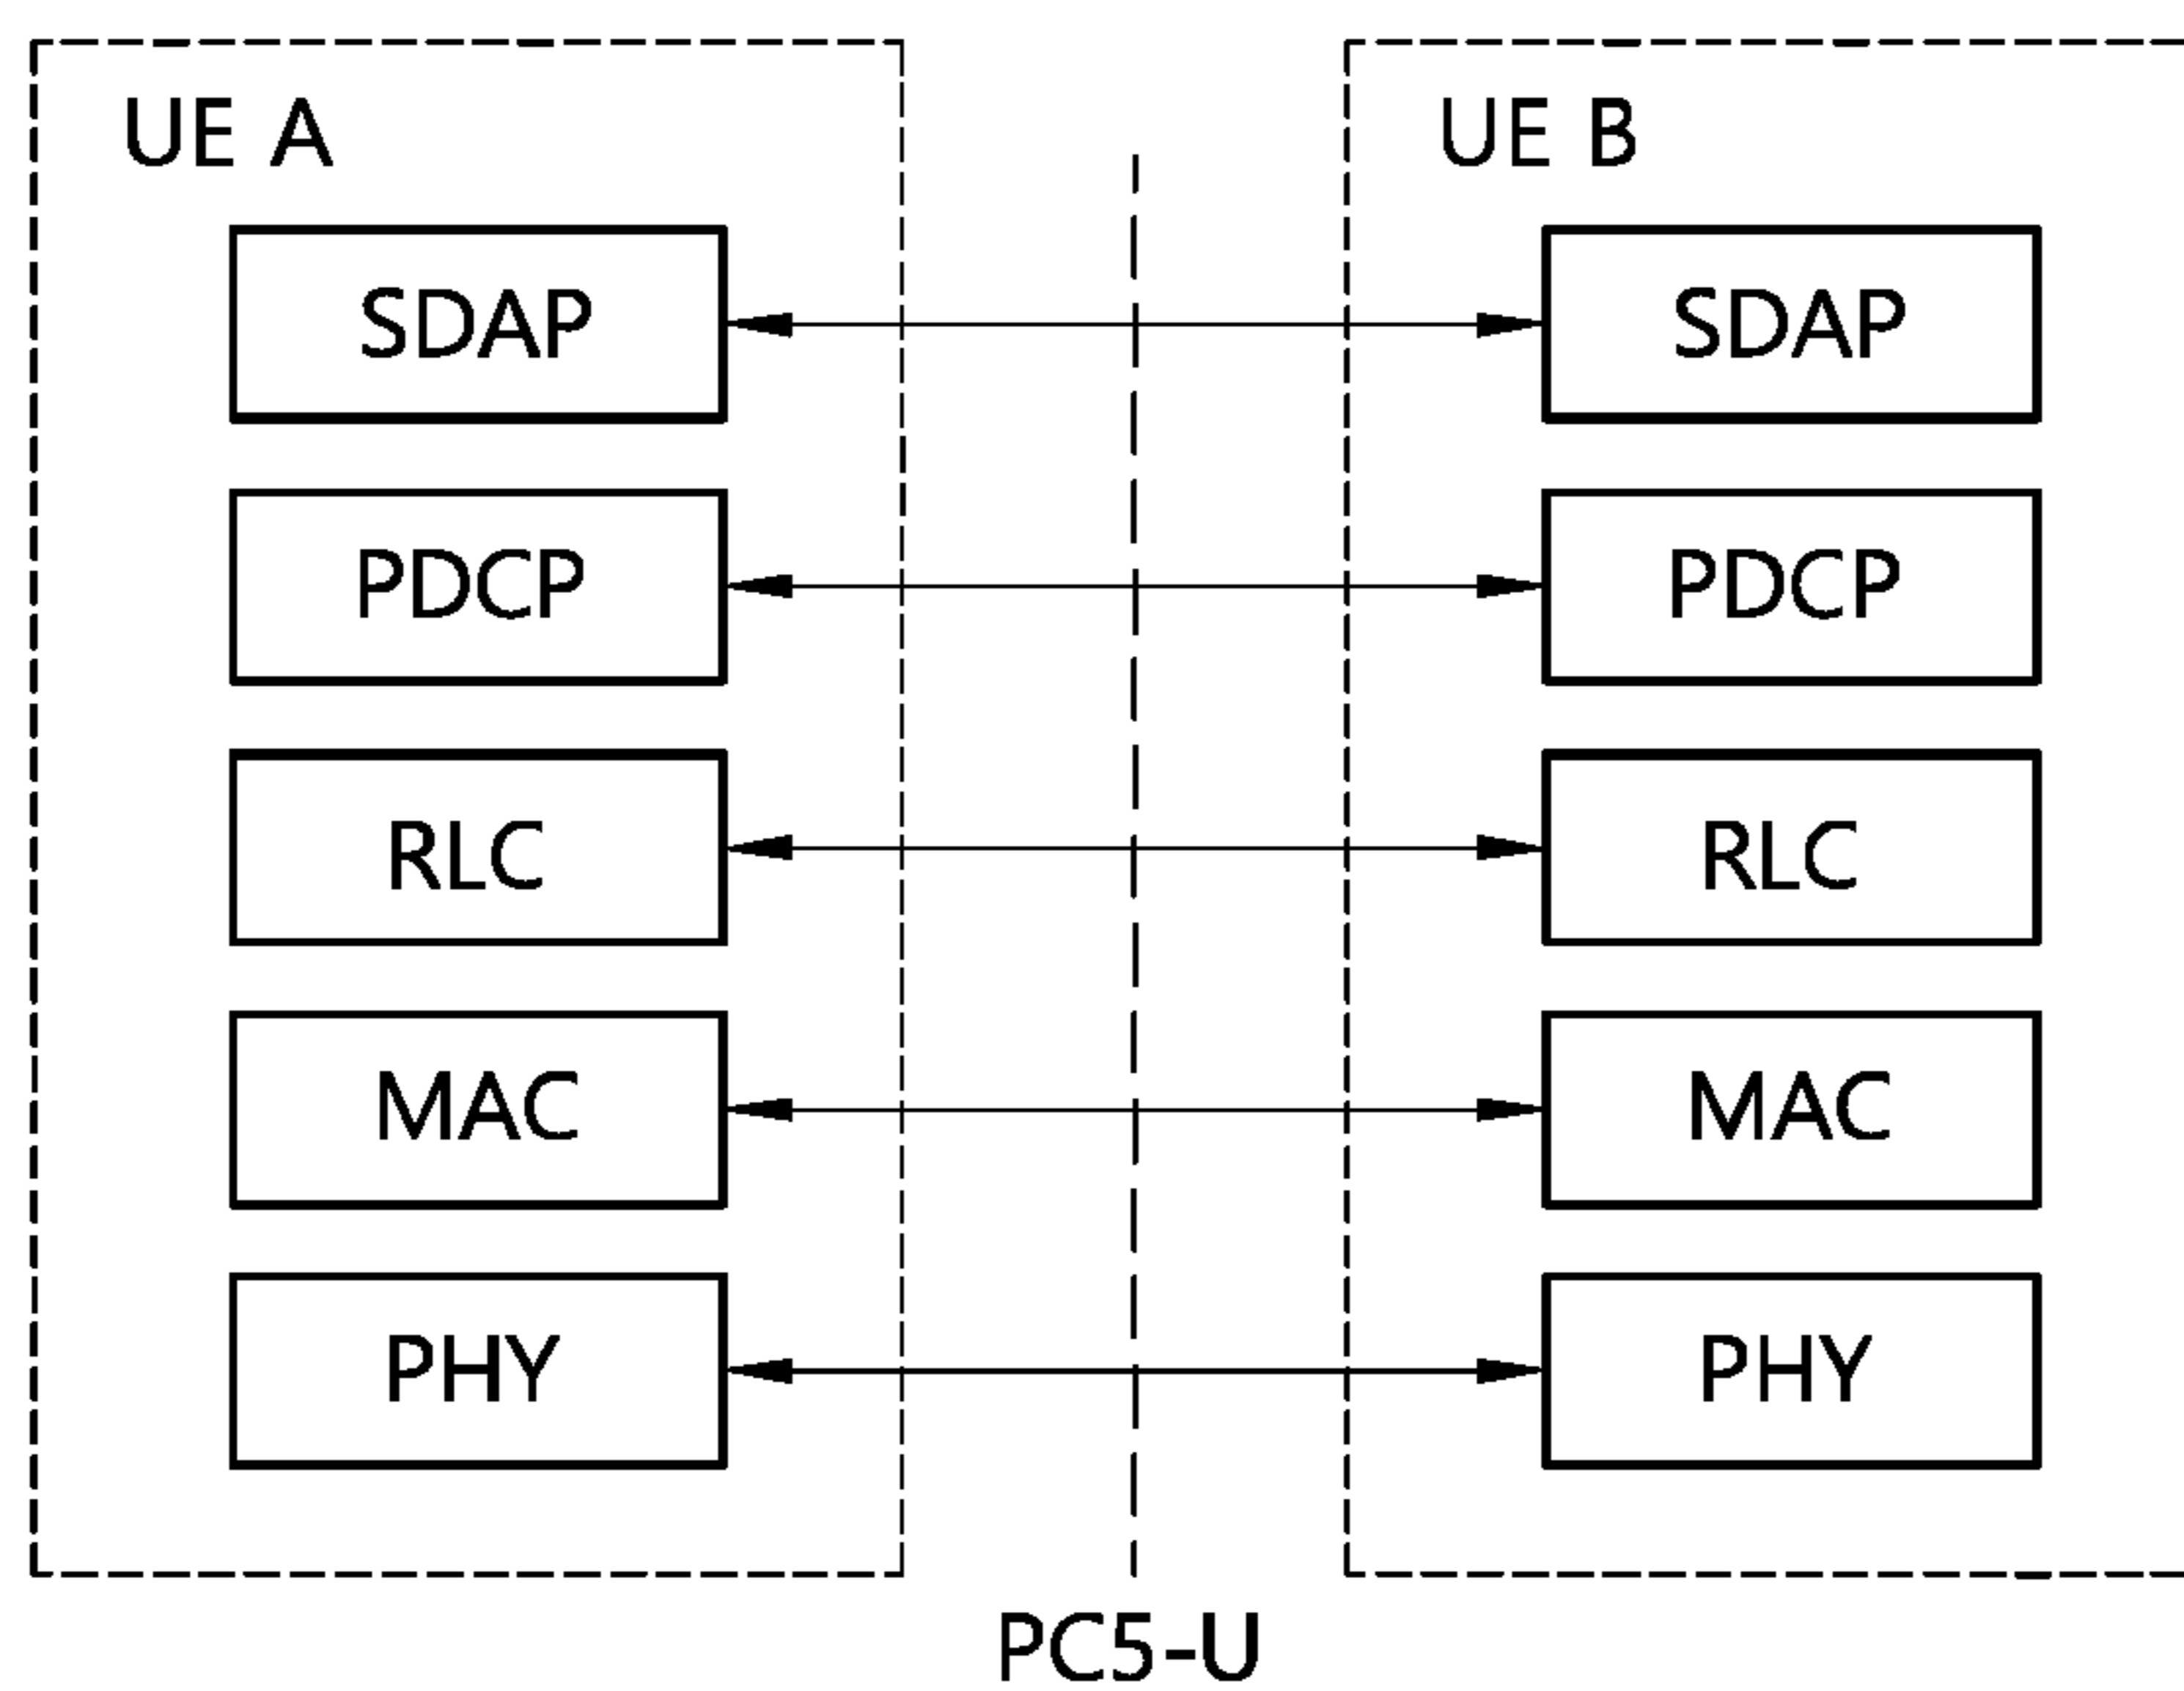 UE A
UE B
SDAP
SDAP
PDCP
PDCP
RLC
RLC
MAC
MAC
PHY
PHY
PC5-U